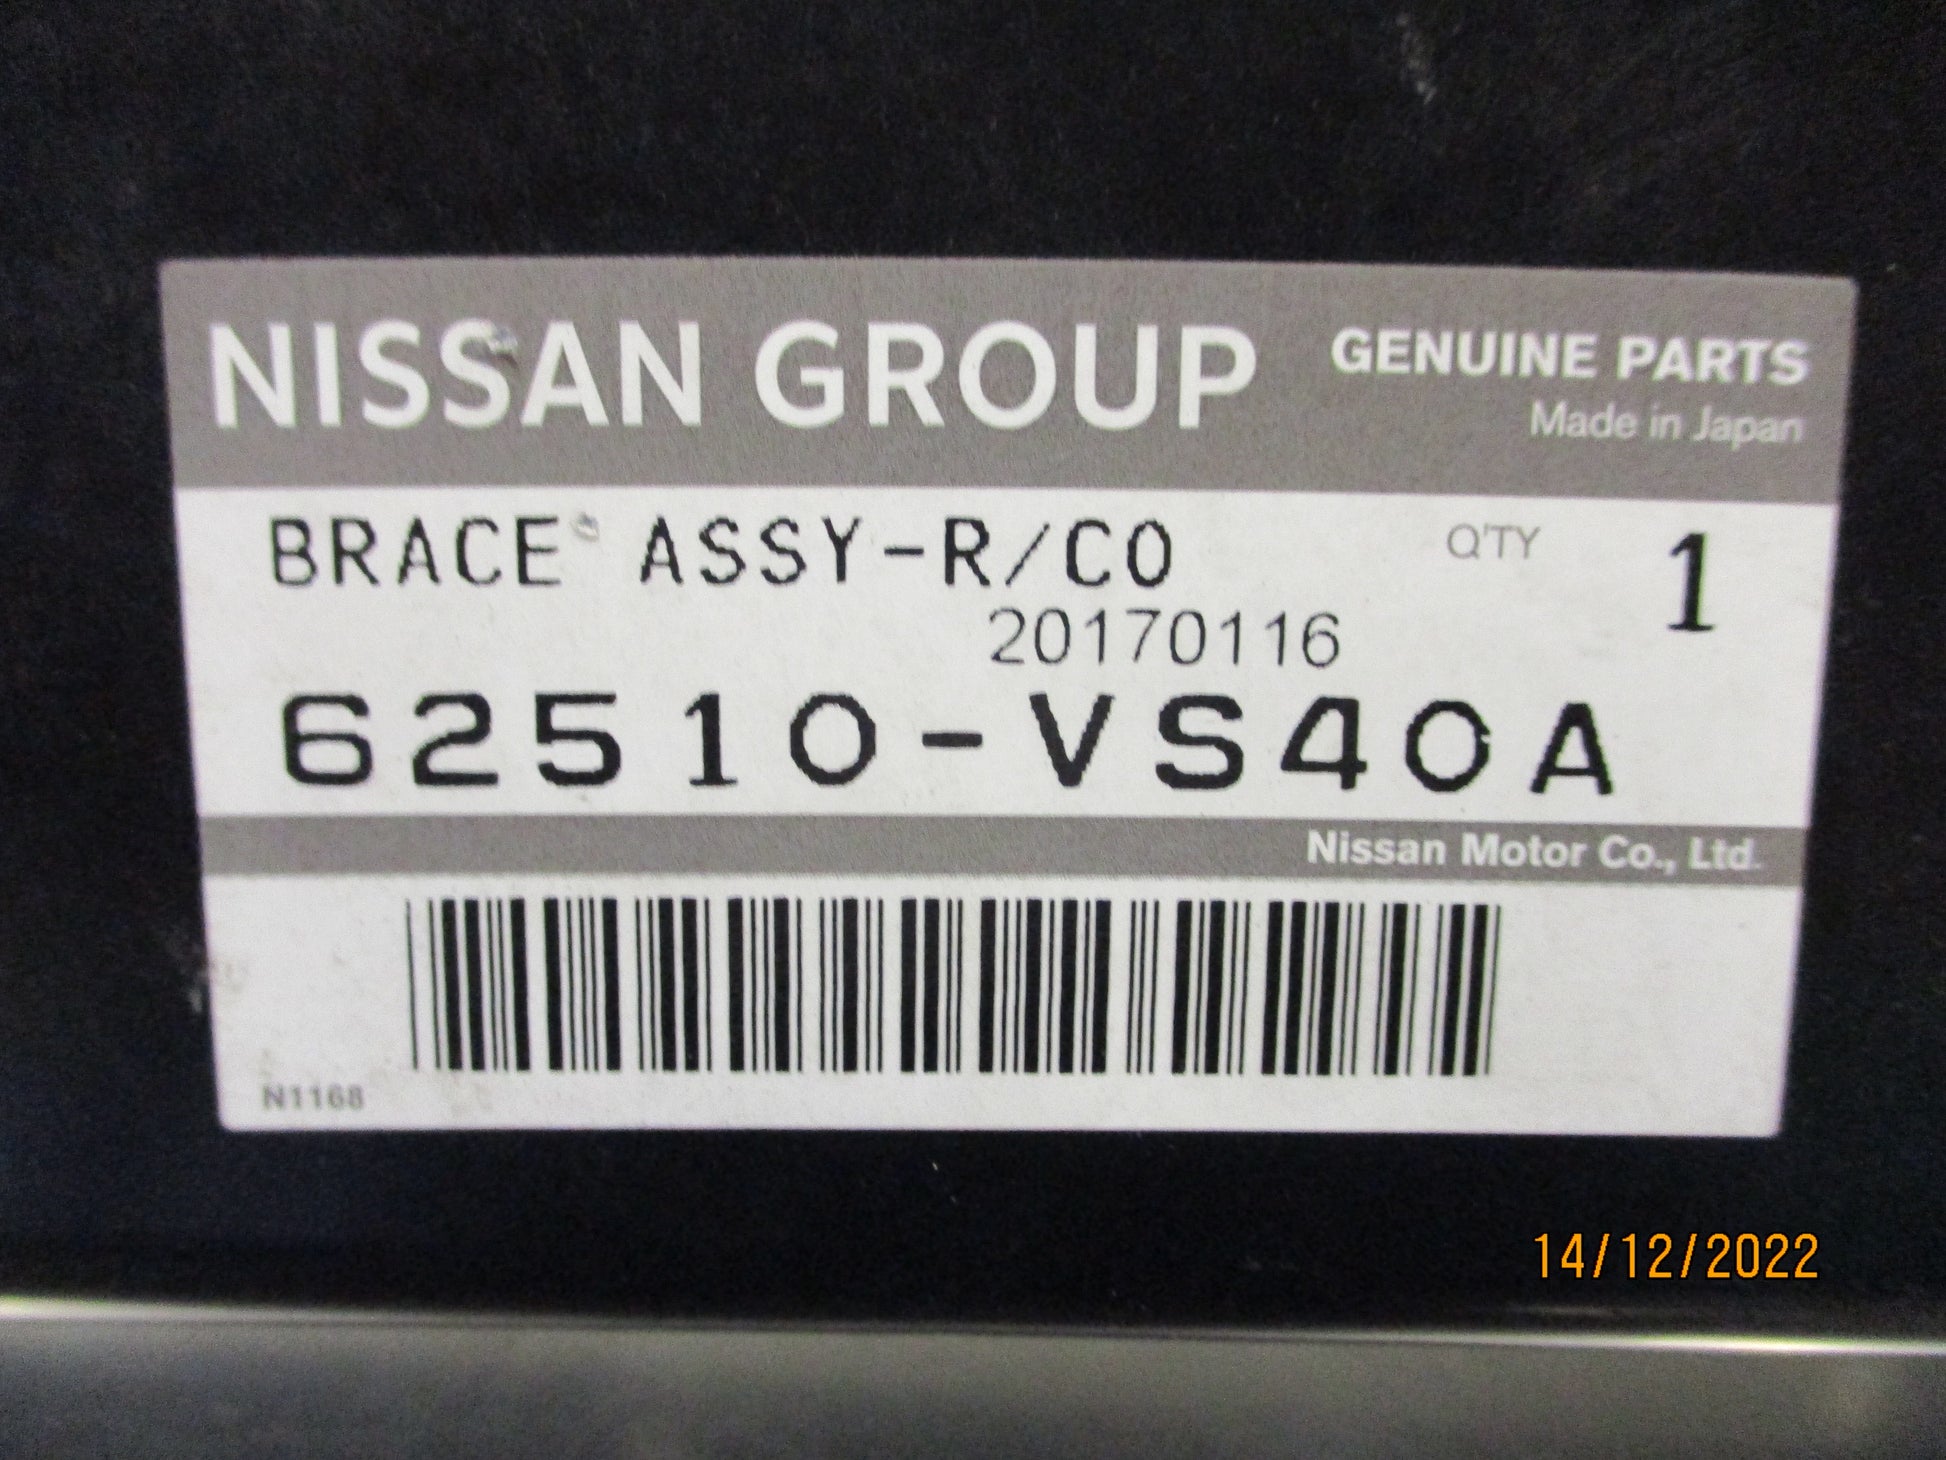 NISSAN GROUP
GENUINE PARTS
Made in Japan
BRACE ASSY-R/CO
Q'TY 1
20170116
62510-VS40A
Nissan Motor Co., Ltd.
N1168
14/12/2022